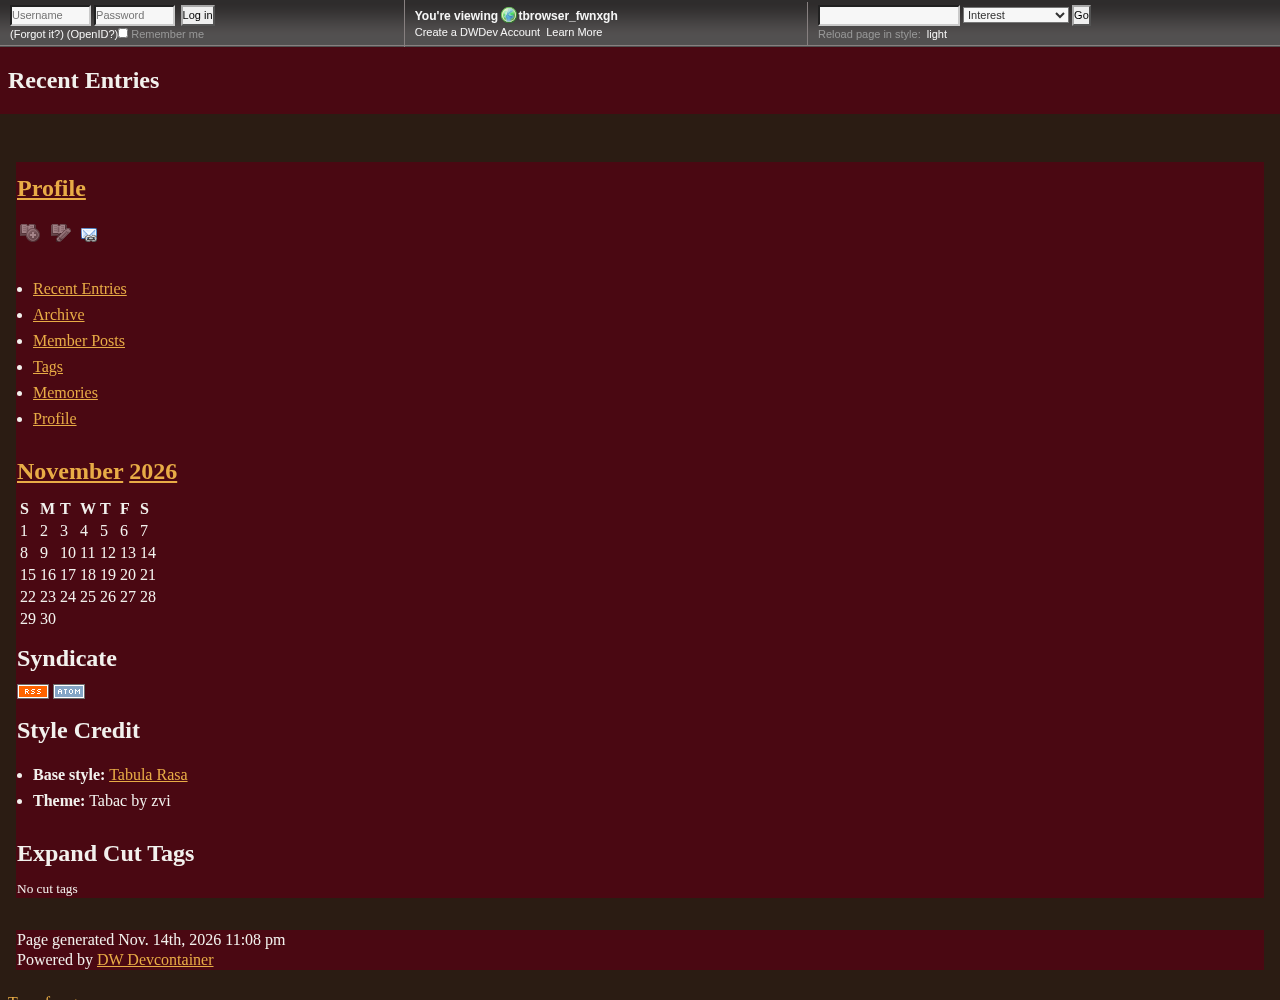 Username Password Log in
(Forgot it?) (OpenID?) Remember me
You're viewing tbrowser_fwnxgh
Create a DWDev Account Learn More
Interest Go
Reload page in style: light
Recent Entries
Profile
Recent Entries
Archive
Member Posts
Tags
Memories
Profile
November 2026
S M T W T F S
1 2 3 4 5 6 7
8 9 10 11 12 13 14
15 16 17 18 19 20 21
22 23 24 25 26 27 28
29 30
Syndicate
RSS ATOM
Style Credit
Base style: Tabula Rasa
Theme: Tabac by zvi
Expand Cut Tags
No cut tags
Page generated Nov. 14th, 2026 11:08 pm
Powered by DW Devcontainer